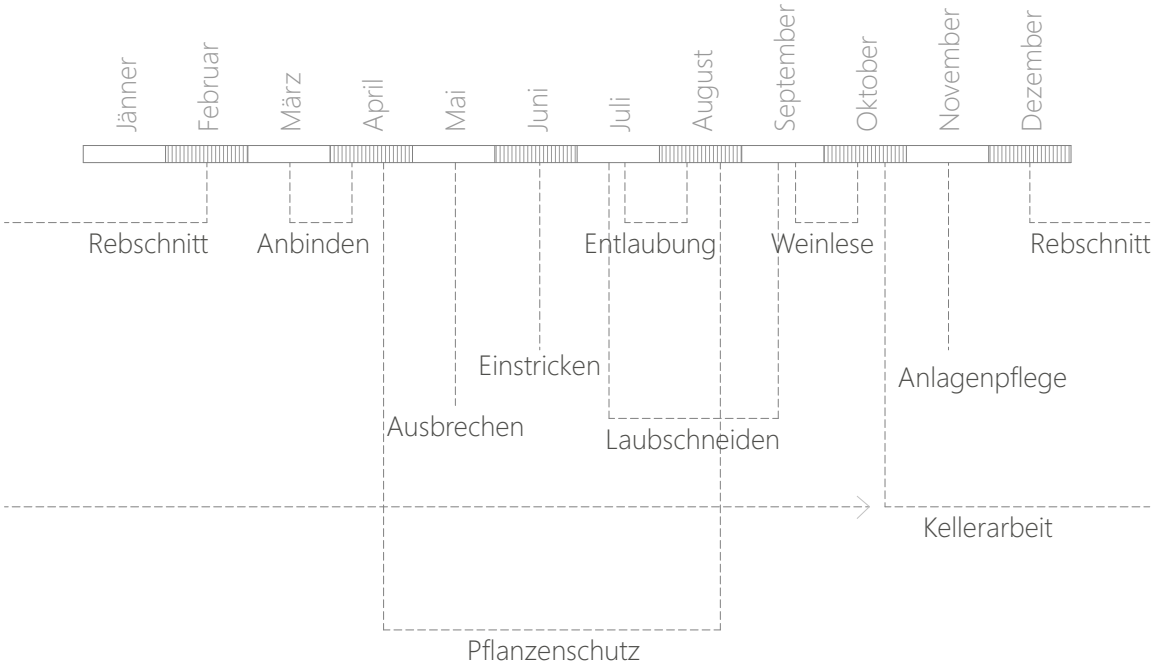 Jänner
Februar
März
April
Mai
Juni
Juli
August
September
Oktober
November
Dezember
Rebschnitt
Anbinden
Entlaubung
Weinlese
Rebschnitt
Einstricken
Anlagenpflege
Ausbrechen
Laubschneiden
Kellerarbeit
Pflanzenschutz